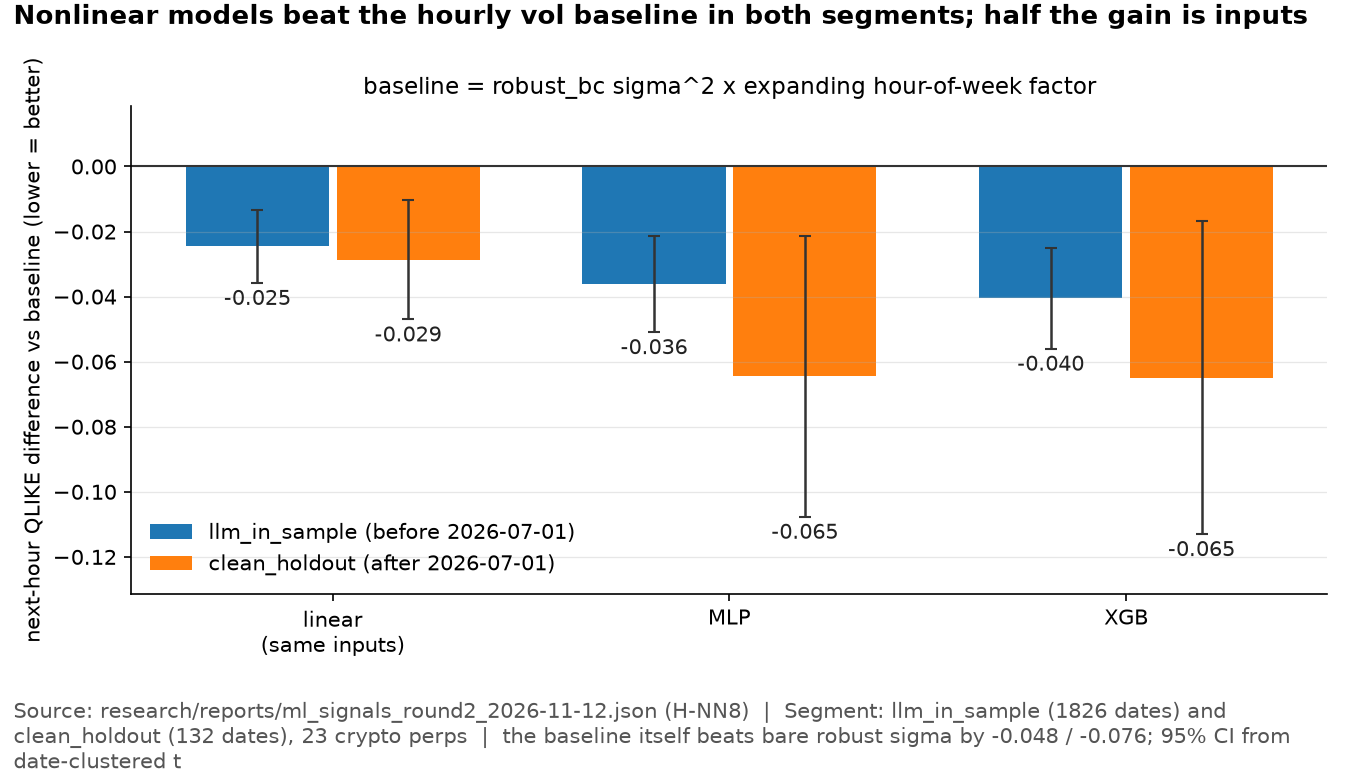 Nonlinear models beat the hourly vol baseline in both segments; half the gain is inputs
baseline = robust_bc sigma^2 x expanding hour-of-week factor
next-hour QLIKE difference vs baseline (lower = better)
0.00
−0.02
−0.04
−0.06
−0.08
−0.10
−0.12
-0.025
-0.029
-0.036
-0.065
-0.040
-0.065
llm_in_sample (before 2026-07-01)
clean_holdout (after 2026-07-01)
linear
(same inputs)
MLP
XGB
Source: research/reports/ml_signals_round2_2026-11-12.json (H-NN8)  |  Segment: llm_in_sample (1826 dates) and
clean_holdout (132 dates), 23 crypto perps  |  the baseline itself beats bare robust sigma by -0.048 / -0.076; 95% CI from
date-clustered t